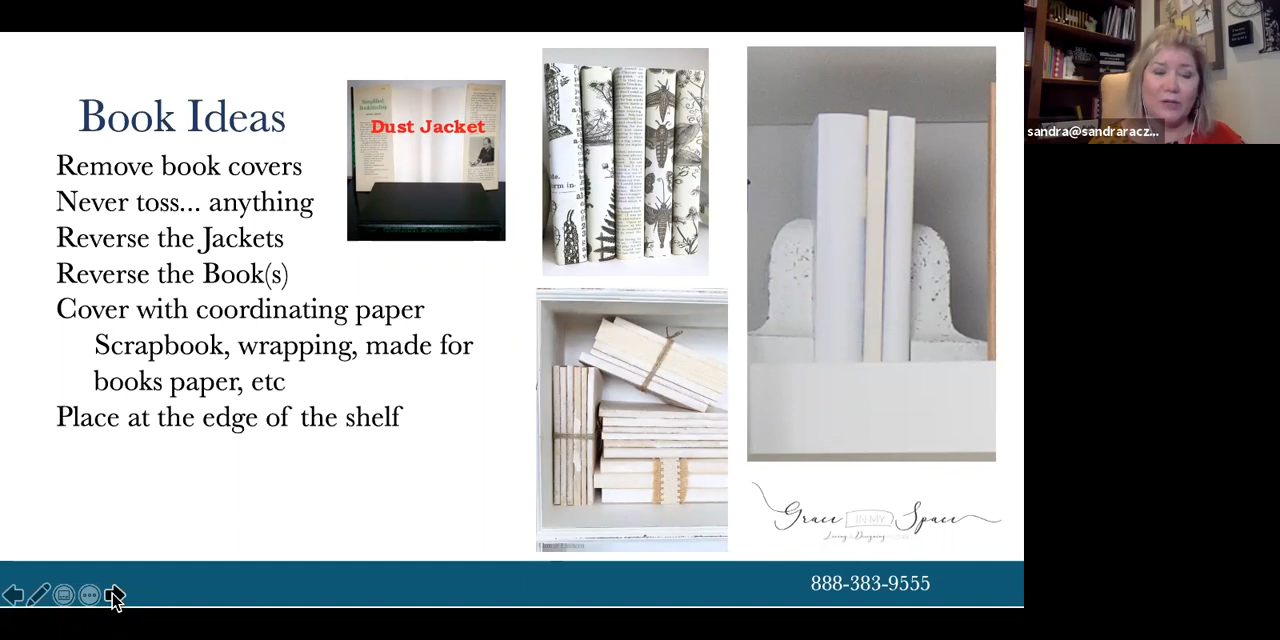 Book Ideas
Remove book covers
Never toss... anything
Reverse the Jackets
Reverse the Book(s)
Cover with coordinating paper
Scrapbook, wrapping, made for
books paper, etc
Place at the edge of the shelf
Dust Jacket
Simplified
Bookbinding
Grace IN MY Space
888-383-9555
sandra@sandraracz...